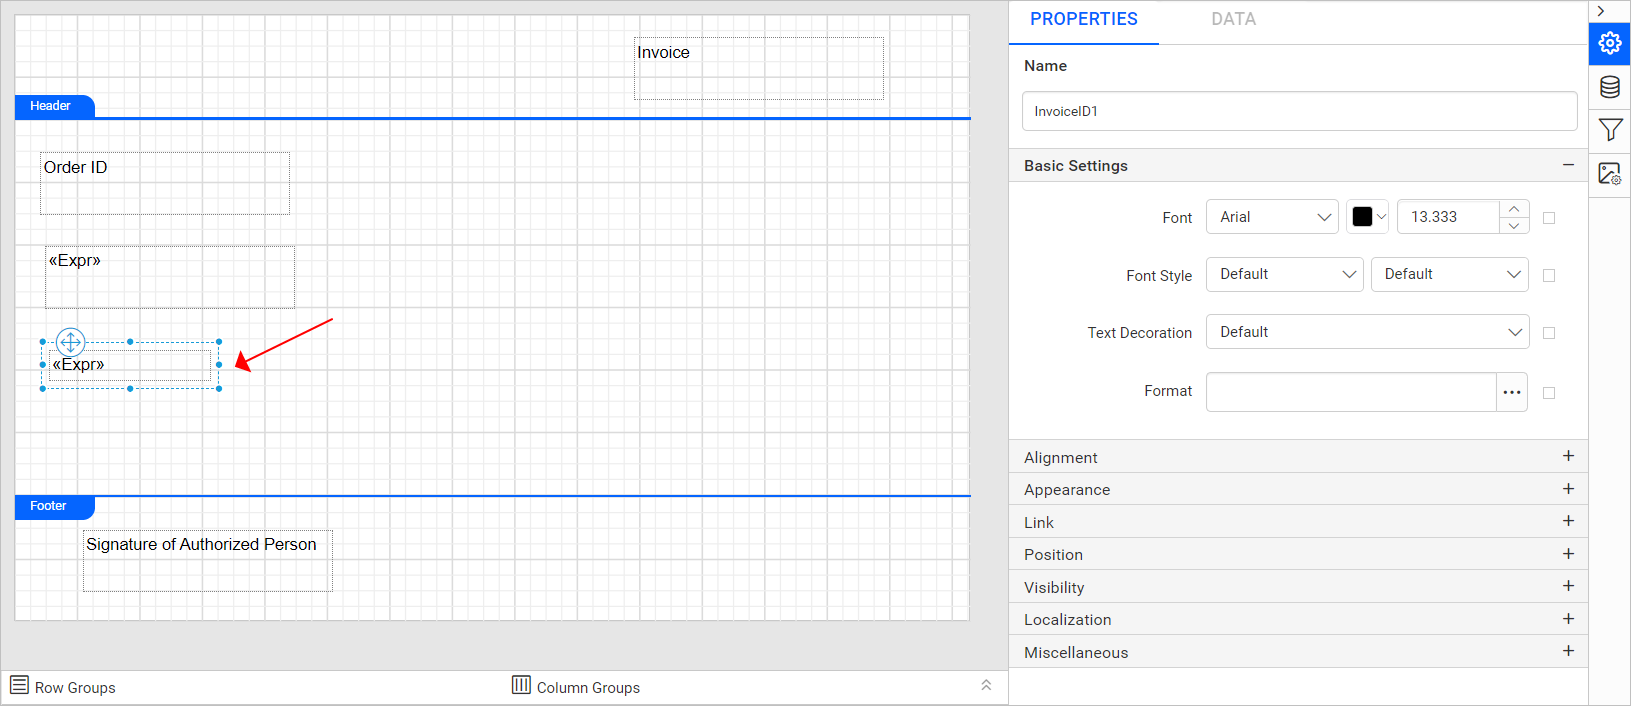 Invoice
Header
Order ID
«Expr»
«Expr»
Footer
Signature of Authorized Person
Row Groups
Column Groups
PROPERTIES
DATA
Name
InvoiceID1
Basic Settings
Font
Arial
13.333
Font Style
Default
Default
Text Decoration
Default
Format
Alignment
Appearance
Link
Position
Visibility
Localization
Miscellaneous